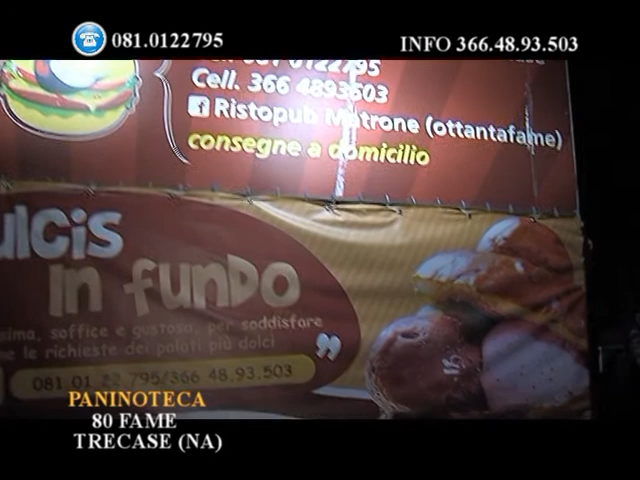 081.0122795
INFO 366.48.93.503
081 0122795
Cell. 366 4893503
Ristopub Matrone (ottantafame)
consegne a domicilio
ulcis
in fundo
sima, soffice e gustosa, per soddisfare
e le richieste dei palati più dolci
”
081 01 22 795/366 48.93.503
PANINOTECA
80 FAME
TRECASE (NA)